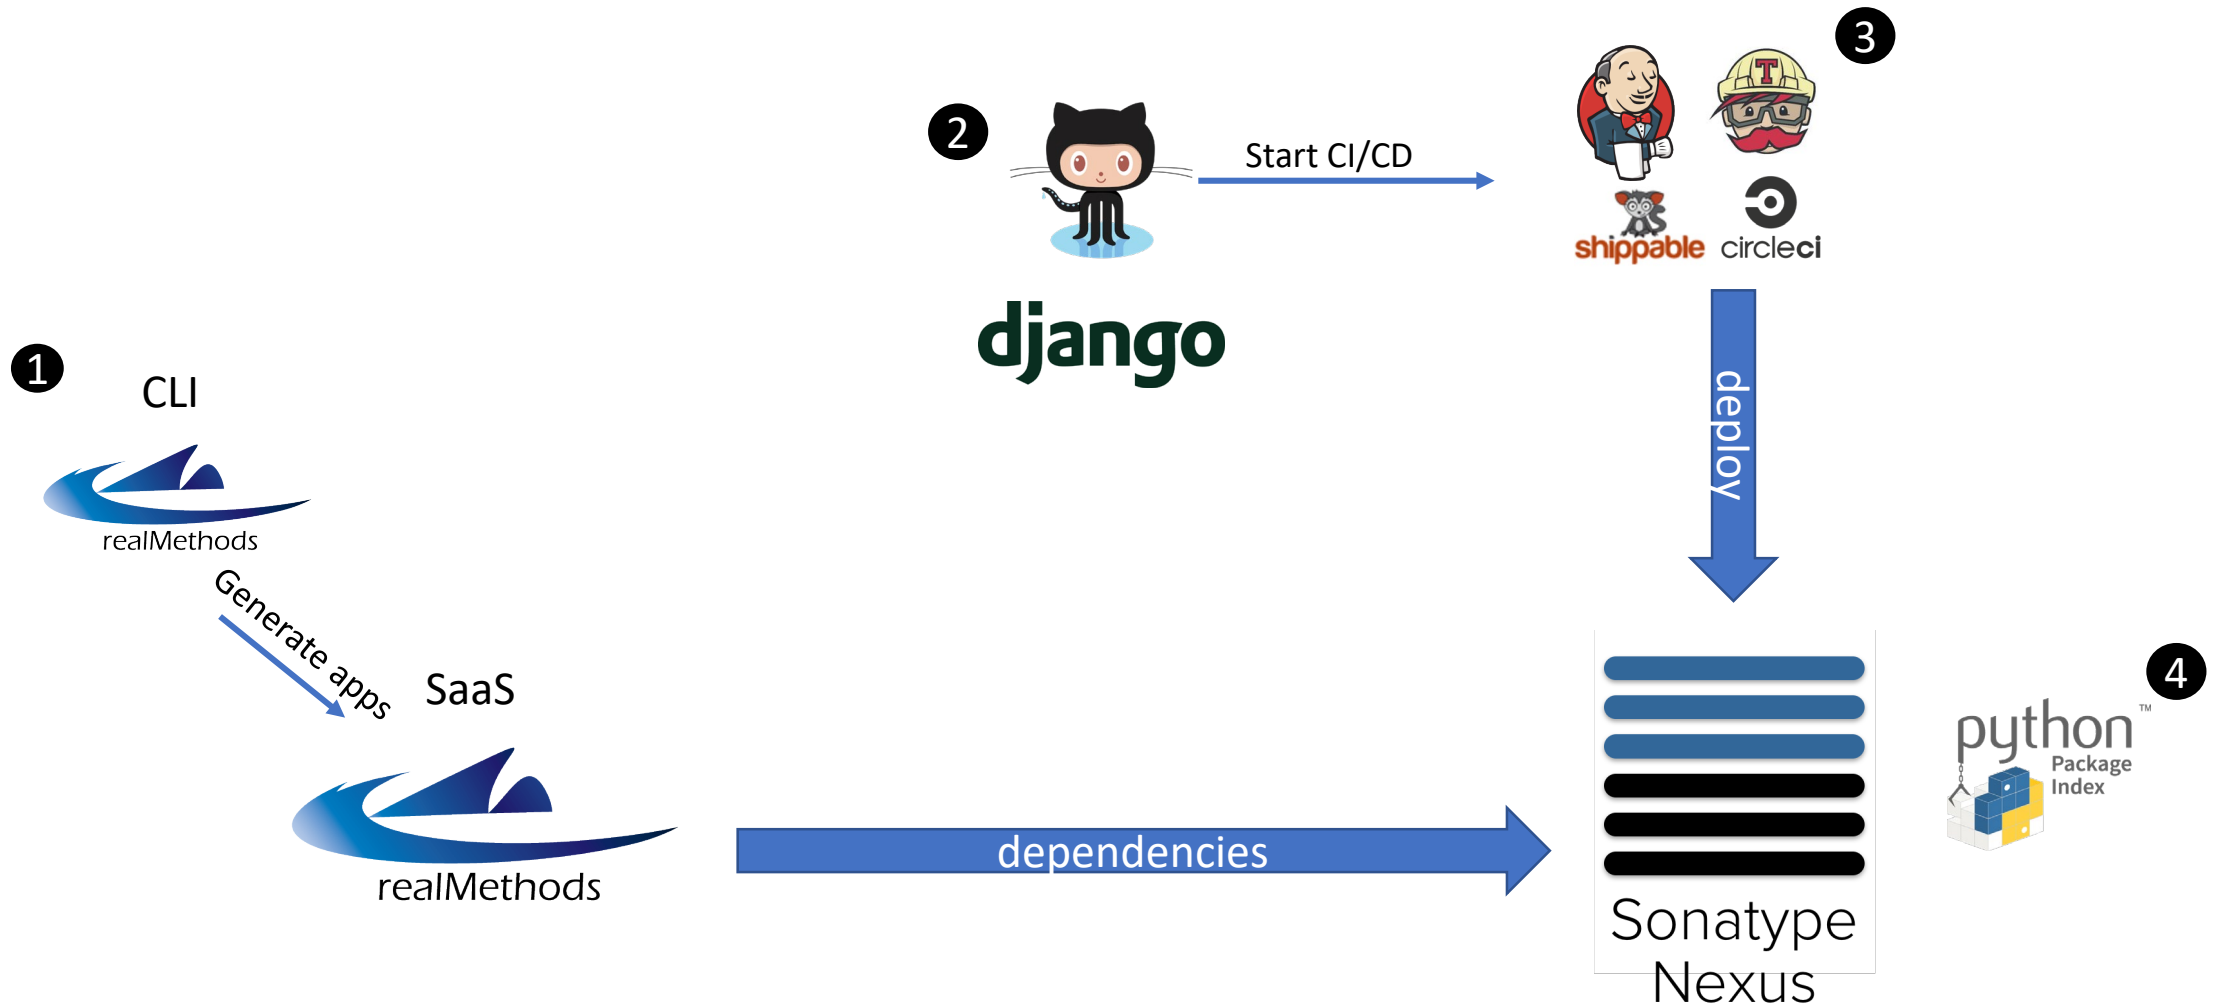 1
CLI
realMethods
Generate apps
SaaS
realMethods
2
django
Start CI/CD
3
T
shippable
circleci
deploy
dependencies
Sonatype
Nexus
4
python™
Package
Index